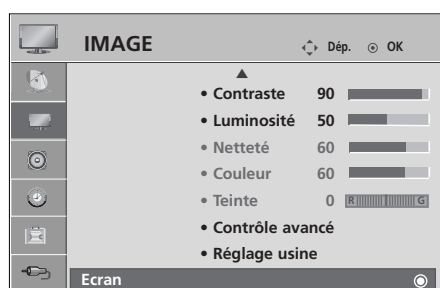 IMAGE Dép. OK
• Contraste 90
• Luminosité 50
• Netteté 60
• Couleur 60
• Teinte 0 R G
• Contrôle avancé
• Réglage usine
Ecran